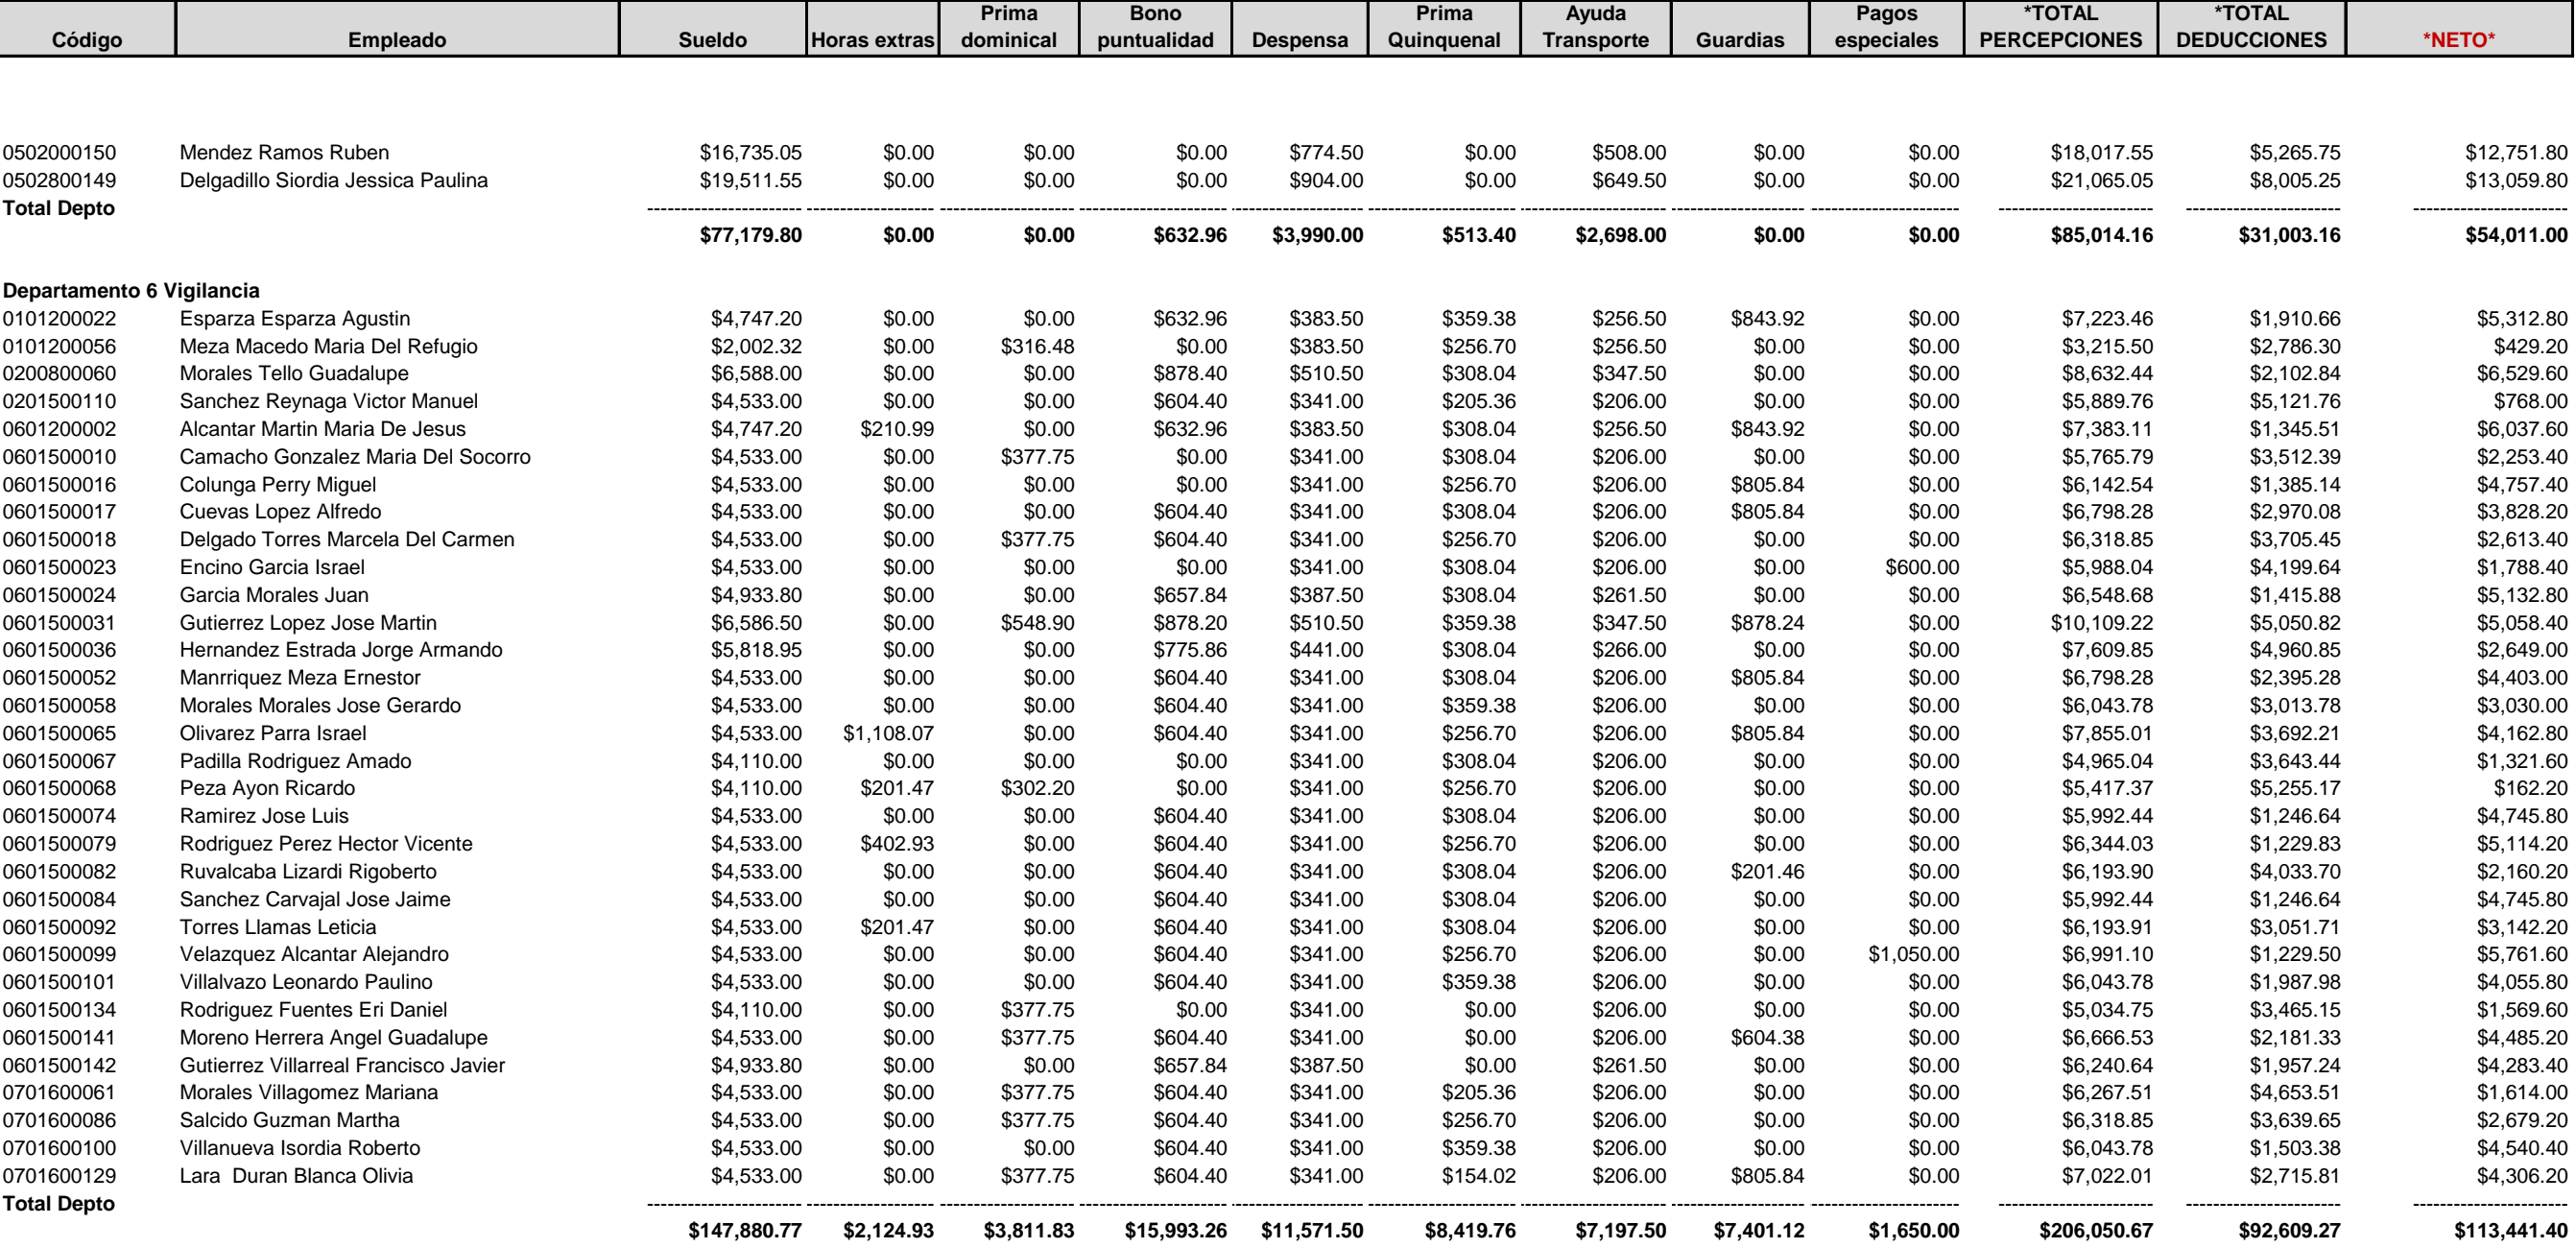 Código Empleado Sueldo Horas extras Prima dominical Bono puntualidad Despensa Prima Quinquenal Ayuda Transporte Guardias Pagos especiales *TOTAL PERCEPCIONES *TOTAL DEDUCCIONES *NETO*
0502000150 Mendez Ramos Ruben $16,735.05 $0.00 $0.00 $0.00 $774.50 $0.00 $508.00 $0.00 $0.00 $18,017.55 $5,265.75 $12,751.80
0502800149 Delgadillo Siordia Jessica Paulina $19,511.55 $0.00 $0.00 $0.00 $904.00 $0.00 $649.50 $0.00 $0.00 $21,065.05 $8,005.25 $13,059.80
Total Depto
$77,179.80 $0.00 $0.00 $632.96 $3,990.00 $513.40 $2,698.00 $0.00 $0.00 $85,014.16 $31,003.16 $54,011.00
Departamento 6 Vigilancia
0101200022 Esparza Esparza Agustin $4,747.20 $0.00 $0.00 $632.96 $383.50 $359.38 $256.50 $843.92 $0.00 $7,223.46 $1,910.66 $5,312.80
0101200056 Meza Macedo Maria Del Refugio $2,002.32 $0.00 $316.48 $0.00 $383.50 $256.70 $256.50 $0.00 $0.00 $3,215.50 $2,786.30 $429.20
0200800060 Morales Tello Guadalupe $6,588.00 $0.00 $0.00 $878.40 $510.50 $308.04 $347.50 $0.00 $0.00 $8,632.44 $2,102.84 $6,529.60
0201500110 Sanchez Reynaga Victor Manuel $4,533.00 $0.00 $0.00 $604.40 $341.00 $205.36 $206.00 $0.00 $0.00 $5,889.76 $5,121.76 $768.00
0601200002 Alcantar Martin Maria De Jesus $4,747.20 $210.99 $0.00 $632.96 $383.50 $308.04 $256.50 $843.92 $0.00 $7,383.11 $1,345.51 $6,037.60
0601500010 Camacho Gonzalez Maria Del Socorro $4,533.00 $0.00 $377.75 $0.00 $341.00 $308.04 $206.00 $0.00 $0.00 $5,765.79 $3,512.39 $2,253.40
0601500016 Colunga Perry Miguel $4,533.00 $0.00 $0.00 $0.00 $341.00 $256.70 $206.00 $805.84 $0.00 $6,142.54 $1,385.14 $4,757.40
0601500017 Cuevas Lopez Alfredo $4,533.00 $0.00 $0.00 $604.40 $341.00 $308.04 $206.00 $805.84 $0.00 $6,798.28 $2,970.08 $3,828.20
0601500018 Delgado Torres Marcela Del Carmen $4,533.00 $0.00 $377.75 $604.40 $341.00 $256.70 $206.00 $0.00 $0.00 $6,318.85 $3,705.45 $2,613.40
0601500023 Encino Garcia Israel $4,533.00 $0.00 $0.00 $0.00 $341.00 $308.04 $206.00 $0.00 $600.00 $5,988.04 $4,199.64 $1,788.40
0601500024 Garcia Morales Juan $4,933.80 $0.00 $0.00 $657.84 $387.50 $308.04 $261.50 $0.00 $0.00 $6,548.68 $1,415.88 $5,132.80
0601500031 Gutierrez Lopez Jose Martin $6,586.50 $0.00 $548.90 $878.20 $510.50 $359.38 $347.50 $878.24 $0.00 $10,109.22 $5,050.82 $5,058.40
0601500036 Hernandez Estrada Jorge Armando $5,818.95 $0.00 $0.00 $775.86 $441.00 $308.04 $266.00 $0.00 $0.00 $7,609.85 $4,960.85 $2,649.00
0601500052 Manrriquez Meza Ernestor $4,533.00 $0.00 $0.00 $604.40 $341.00 $308.04 $206.00 $805.84 $0.00 $6,798.28 $2,395.28 $4,403.00
0601500058 Morales Morales Jose Gerardo $4,533.00 $0.00 $0.00 $604.40 $341.00 $359.38 $206.00 $0.00 $0.00 $6,043.78 $3,013.78 $3,030.00
0601500065 Olivarez Parra Israel $4,533.00 $1,108.07 $0.00 $604.40 $341.00 $256.70 $206.00 $805.84 $0.00 $7,855.01 $3,692.21 $4,162.80
0601500067 Padilla Rodriguez Amado $4,110.00 $0.00 $0.00 $0.00 $341.00 $308.04 $206.00 $0.00 $0.00 $4,965.04 $3,643.44 $1,321.60
0601500068 Peza Ayon Ricardo $4,110.00 $201.47 $302.20 $0.00 $341.00 $256.70 $206.00 $0.00 $0.00 $5,417.37 $5,255.17 $162.20
0601500074 Ramirez Jose Luis $4,533.00 $0.00 $0.00 $604.40 $341.00 $308.04 $206.00 $0.00 $0.00 $5,992.44 $1,246.64 $4,745.80
0601500079 Rodriguez Perez Hector Vicente $4,533.00 $402.93 $0.00 $604.40 $341.00 $256.70 $206.00 $0.00 $0.00 $6,344.03 $1,229.83 $5,114.20
0601500082 Ruvalcaba Lizardi Rigoberto $4,533.00 $0.00 $0.00 $604.40 $341.00 $308.04 $206.00 $201.46 $0.00 $6,193.90 $4,033.70 $2,160.20
0601500084 Sanchez Carvajal Jose Jaime $4,533.00 $0.00 $0.00 $604.40 $341.00 $308.04 $206.00 $0.00 $0.00 $5,992.44 $1,246.64 $4,745.80
0601500092 Torres Llamas Leticia $4,533.00 $201.47 $0.00 $604.40 $341.00 $308.04 $206.00 $0.00 $0.00 $6,193.91 $3,051.71 $3,142.20
0601500099 Velazquez Alcantar Alejandro $4,533.00 $0.00 $0.00 $604.40 $341.00 $256.70 $206.00 $0.00 $1,050.00 $6,991.10 $1,229.50 $5,761.60
0601500101 Villalvazo Leonardo Paulino $4,533.00 $0.00 $0.00 $604.40 $341.00 $359.38 $206.00 $0.00 $0.00 $6,043.78 $1,987.98 $4,055.80
0601500134 Rodriguez Fuentes Eri Daniel $4,110.00 $0.00 $377.75 $0.00 $341.00 $0.00 $206.00 $0.00 $0.00 $5,034.75 $3,465.15 $1,569.60
0601500141 Moreno Herrera Angel Guadalupe $4,533.00 $0.00 $377.75 $604.40 $341.00 $0.00 $206.00 $604.38 $0.00 $6,666.53 $2,181.33 $4,485.20
0601500142 Gutierrez Villarreal Francisco Javier $4,933.80 $0.00 $0.00 $657.84 $387.50 $0.00 $261.50 $0.00 $0.00 $6,240.64 $1,957.24 $4,283.40
0701600061 Morales Villagomez Mariana $4,533.00 $0.00 $377.75 $604.40 $341.00 $205.36 $206.00 $0.00 $0.00 $6,267.51 $4,653.51 $1,614.00
0701600086 Salcido Guzman Martha $4,533.00 $0.00 $377.75 $604.40 $341.00 $256.70 $206.00 $0.00 $0.00 $6,318.85 $3,639.65 $2,679.20
0701600100 Villanueva Isordia Roberto $4,533.00 $0.00 $0.00 $604.40 $341.00 $359.38 $206.00 $0.00 $0.00 $6,043.78 $1,503.38 $4,540.40
0701600129 Lara  Duran Blanca Olivia $4,533.00 $0.00 $377.75 $604.40 $341.00 $154.02 $206.00 $805.84 $0.00 $7,022.01 $2,715.81 $4,306.20
Total Depto
$147,880.77 $2,124.93 $3,811.83 $15,993.26 $11,571.50 $8,419.76 $7,197.50 $7,401.12 $1,650.00 $206,050.67 $92,609.27 $113,441.40